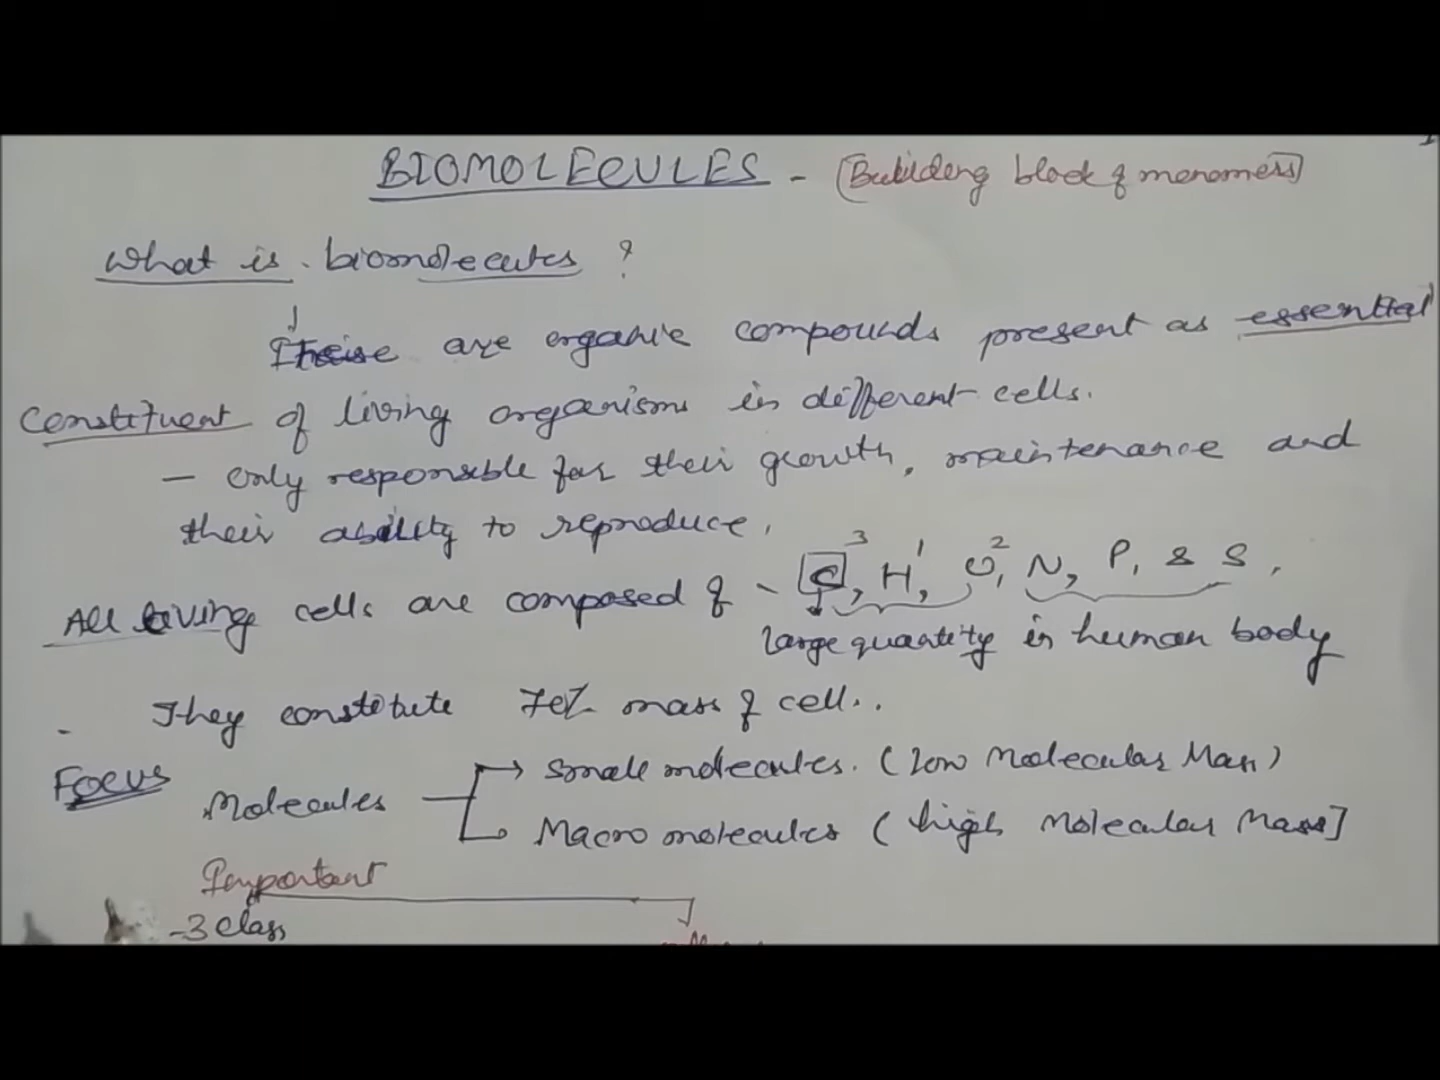 BIOMOLECULES - (Building block of monomers)
What is biomolecules ?
These are organic compounds present as essential
Constituent of living organisms in different cells.
- only responsible for their growth, maintenance and
their ability to reproduce.
All living cells are composed of - C, H, O, N, P, & S,
3 1 2
large quantity in human body
They constitute mass of cell..
Focus
Molecules → Small molecules. (low Molecular Mass)
Macro molecules (high Molecular Mass]
Important
-3 class